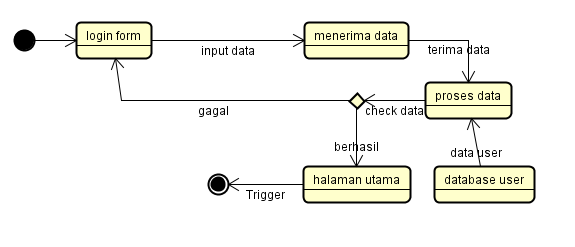 login form
input data
menerima data
terima data
proses data
check data
gagal
berhasil
data user
halaman utama
database user
Trigger